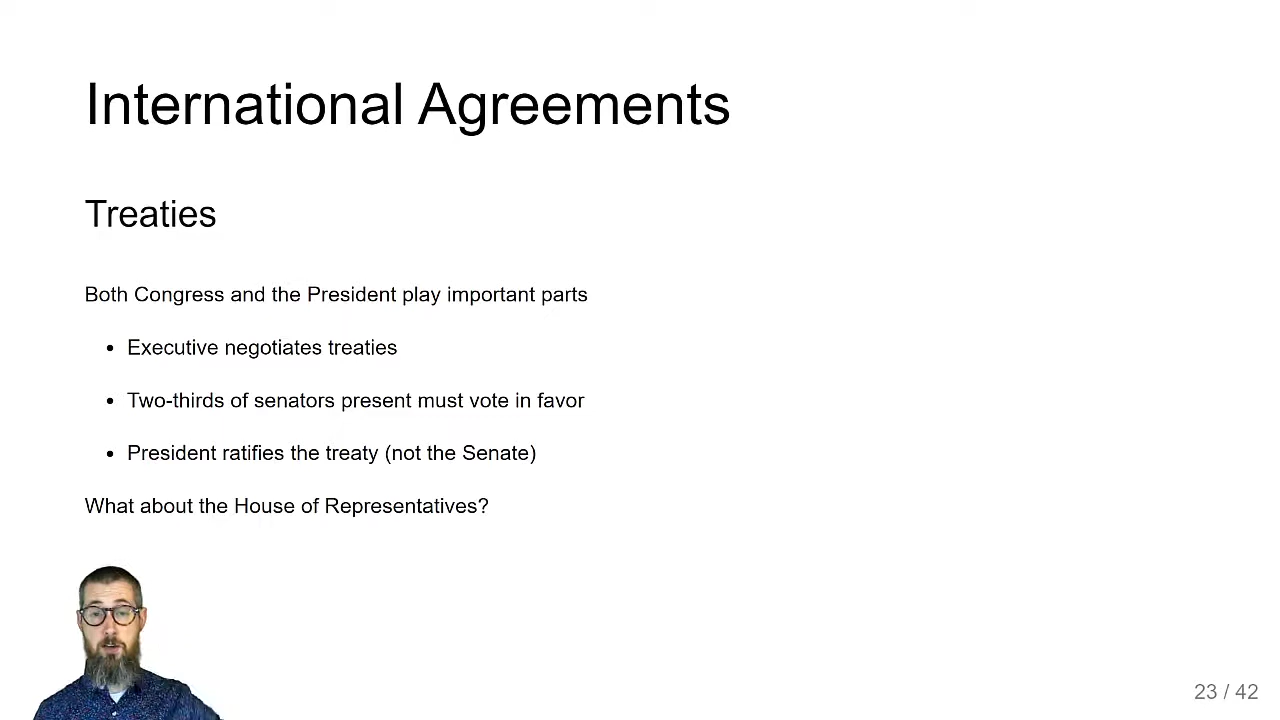 International Agreements
Treaties
Both Congress and the President play important parts
• Executive negotiates treaties
• Two-thirds of senators present must vote in favor
• President ratifies the treaty (not the Senate)
What about the House of Representatives?
23 / 42